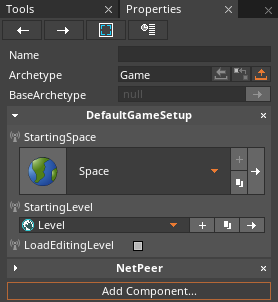 Tools
Properties
Name
Archetype Game
BaseArchetype null
DefaultGameSetup
StartingSpace
Space
StartingLevel
Level
LoadEditingLevel
NetPeer
Add Component...